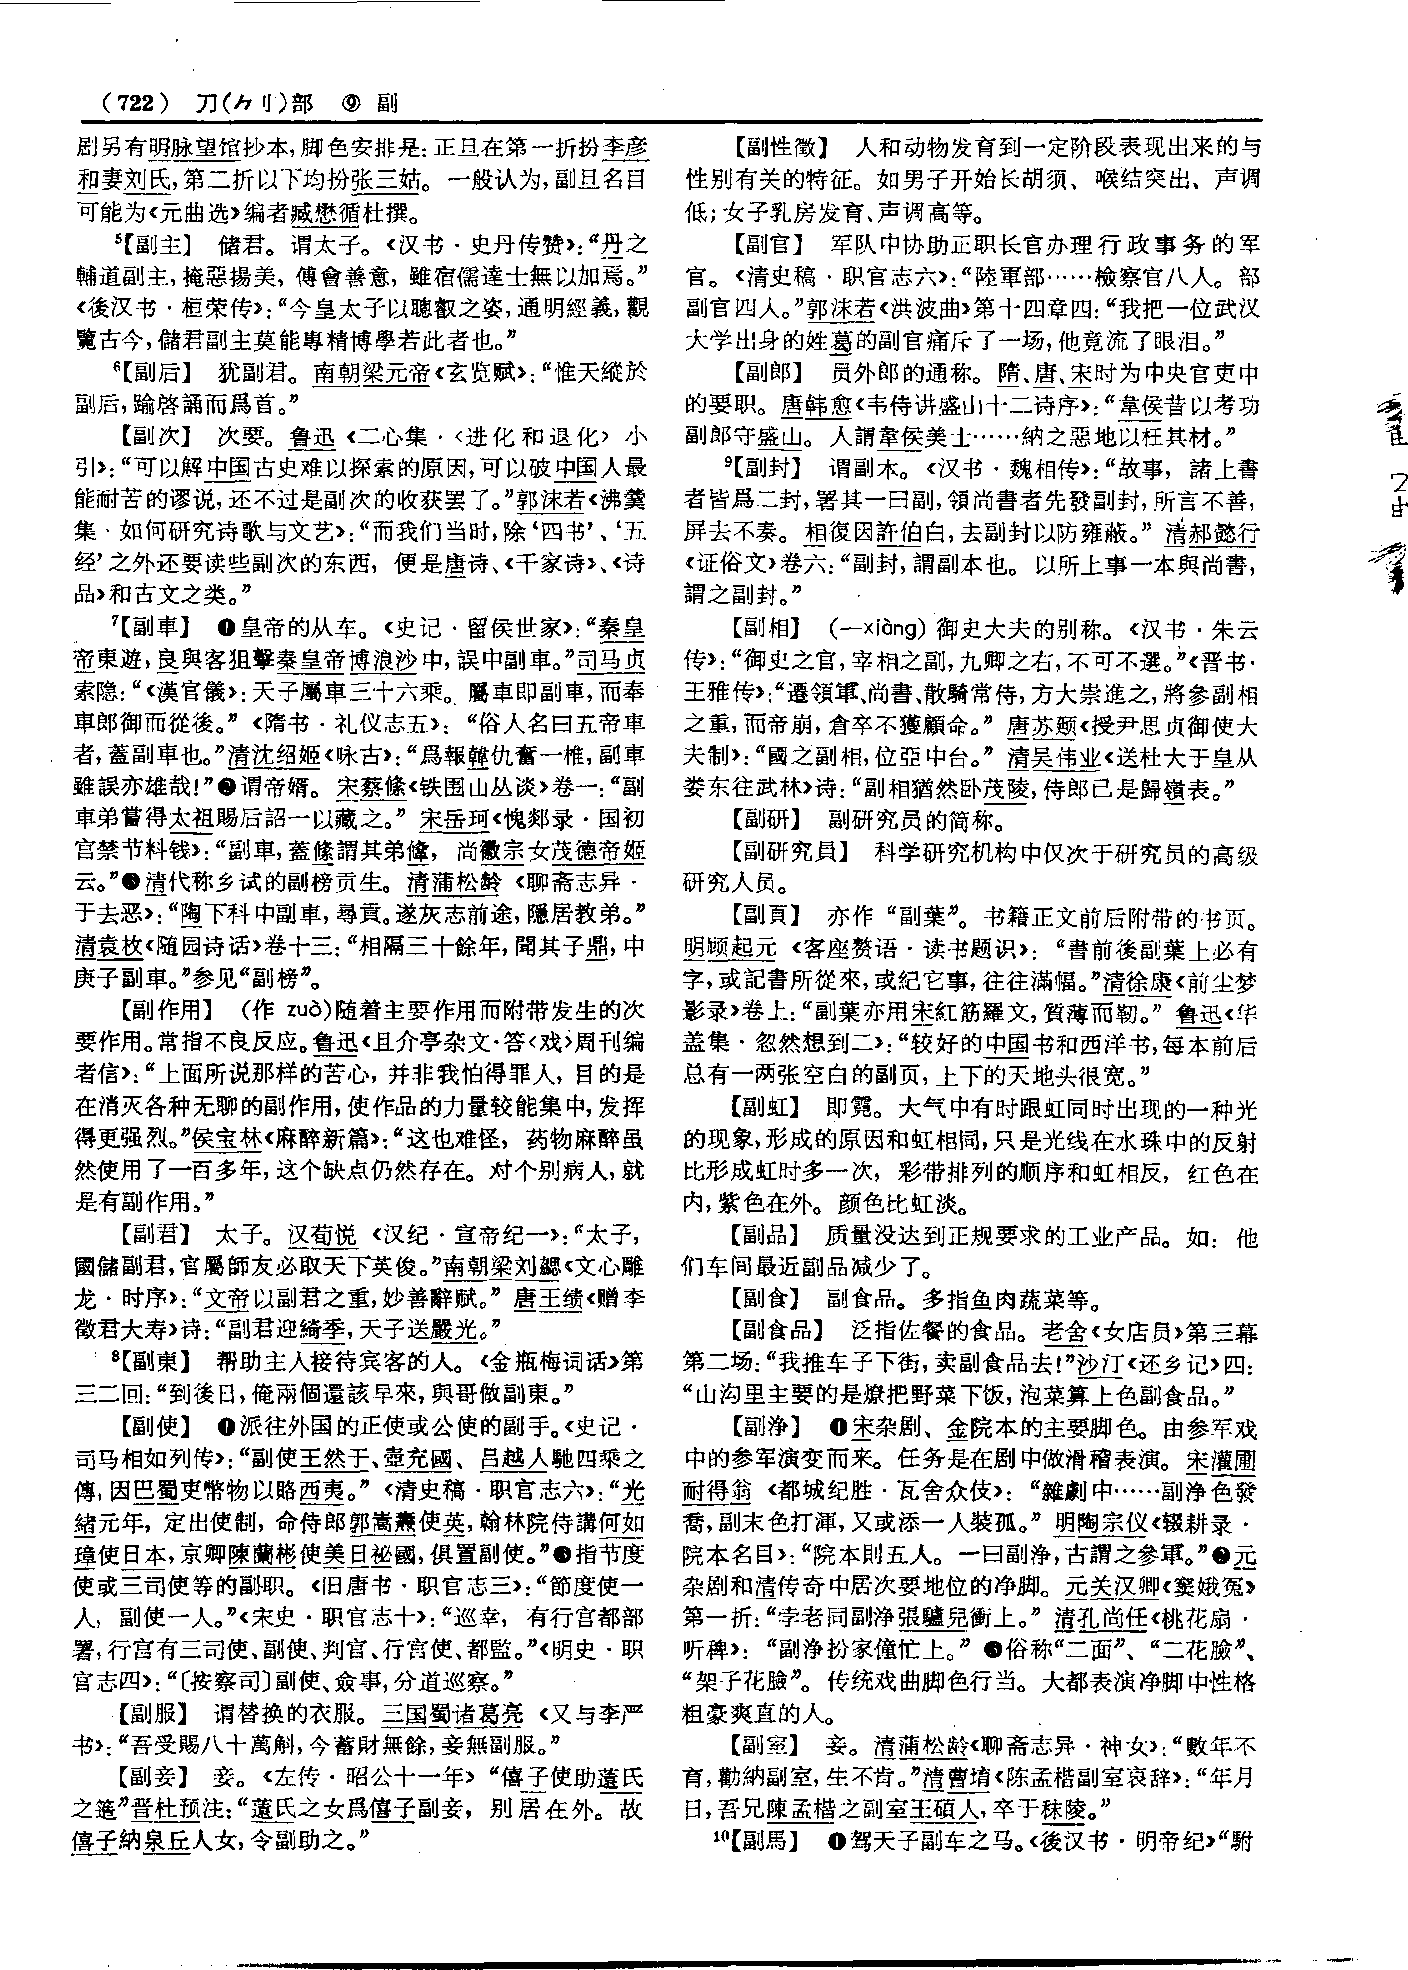 （722） 刀(⺈刂)部 ⑨ 副
剧另有明脉望馆抄本,脚色安排是：正旦在第一折扮李彦
和妻刘氏,第二折以下均扮张三姑。一般认为,副旦名目
可能为《元曲选》编者臧懋循杜撰。
⁵【副主】 储君。谓太子。《汉书·史丹传赞》：“丹之
輔道副主,掩惡揚美，傅會善意，雖宿儒達士無以加焉。”
《後汉书·桓荣传》：“今皇太子以聰叡之姿,通明經義,觀
覽古今,儲君副主莫能專精博學若此者也。”
⁶【副后】 犹副君。南朝梁元帝《玄览赋》：“惟天縱於
副后,踰啓誦而爲首。”
【副次】 次要。鲁迅《二心集·〈进化和退化〉小
引》：“可以解中国古史难以探索的原因,可以破中国人最
能耐苦的谬说,还不过是副次的收获罢了。”郭沫若《沸羹
集·如何研究诗歌与文艺》：“而我们当时,除‘四书’、‘五
经’之外还要读些副次的东西，便是唐诗、《千家诗》、《诗
品》和古文之类。”
⁷【副車】 ❶皇帝的从车。《史记·留侯世家》：“秦皇
帝東遊,良與客狙擊秦皇帝博浪沙中,誤中副車。”司马贞
索隐：“《漢官儀》：天子屬車三十六乘。屬車即副車,而奉
車郎御而從後。”《隋书·礼仪志五》：“俗人名曰五帝車
者,蓋副車也。”清沈绍姬《咏古》：“爲報韓仇奮一椎,副車
雖誤亦雄哉!”❷谓帝婿。宋蔡絛《铁围山丛谈》卷一：“副
車弟嘗得太祖賜后詔一以藏之。”宋岳珂《愧郯录·国初
宫禁节料钱》：“副車,蓋絛謂其弟鞗，尚徽宗女茂德帝姬
云。”❸清代称乡试的副榜贡生。清蒲松龄《聊斋志异·
于去恶》：“陶下科中副車,尋貢。遂灰志前途,隱居教弟。”
清袁枚《随园诗话》卷十三：“相隔三十餘年,聞其子鼎,中
庚子副車。”参见“副榜”。
【副作用】 (作 zuò)随着主要作用而附带发生的次
要作用。常指不良反应。鲁迅《且介亭杂文·答〈戏〉周刊编
者信》：“上面所说那样的苦心，并非我怕得罪人，目的是
在消灭各种无聊的副作用,使作品的力量较能集中,发挥
得更强烈。”侯宝林《麻醉新篇》：“这也难怪，药物麻醉虽
然使用了一百多年,这个缺点仍然存在。对个别病人,就
是有副作用。”
【副君】 太子。汉荀悦《汉纪·宣帝纪一》：“太子，
國儲副君,官屬師友必取天下英俊。”南朝梁刘勰《文心雕
龙·时序》：“文帝以副君之重,妙善辭赋。”唐王绩《赠李
徵君大寿》诗：“副君迎綺季,天子送嚴光。”
⁸【副東】 帮助主人接待宾客的人。《金瓶梅词话》第
三二回：“到後日,俺兩個還該早來,與哥做副東。”
【副使】 ❶派往外国的正使或公使的副手。《史记·
司马相如列传》：“副使王然于、壺充國、吕越人馳四乘之
傳,因巴蜀吏幣物以賂西夷。”《清史稿·职官志六》：“光
緒元年，定出使制，命侍郎郭嵩燾使英,翰林院侍講何如
璋使日本,京卿陳蘭彬使美日祕國,俱置副使。”❷指节度
使或三司使等的副职。《旧唐书·职官志三》：“節度使一
人，副使一人。”《宋史·职官志十》：“巡幸，有行宫都部
署,行宫有三司使、副使、判官、行宫使、都監。”《明史·职
官志四》：“〔按察司〕副使、僉事,分道巡察。”
【副服】 谓替换的衣服。三国蜀诸葛亮《又与李严
书》：“吾受賜八十萬斛,今蓄財無餘,妾無副服。”
【副妾】 妾。《左传·昭公十一年》“僖子使助薳氏
之簉”晋杜预注：“薳氏之女爲僖子副妾，别居在外。故
僖子納泉丘人女,令副助之。”
【副性徵】 人和动物发育到一定阶段表现出来的与
性别有关的特征。如男子开始长胡须、喉结突出、声调
低;女子乳房发育、声调高等。
【副官】 军队中协助正职长官办理行政事务的军
官。《清史稿·职官志六》：“陸軍部……檢察官八人。部
副官四人。”郭沫若《洪波曲》第十四章四：“我把一位武汉
大学出身的姓葛的副官痛斥了一场,他竟流了眼泪。”
【副郎】 员外郎的通称。隋、唐、宋时为中央官吏中
的要职。唐韩愈《韦侍讲盛山十二诗序》：“韋侯昔以考功
副郎守盛山。人謂韋侯美士……納之惡地以枉其材。”
⁹【副封】 谓副本。《汉书·魏相传》：“故事，諸上書
者皆爲二封,署其一曰副,領尚書者先發副封,所言不善,
屏去不奏。相復因許伯白,去副封以防雍蔽。”清郝懿行
《证俗文》卷六：“副封,謂副本也。以所上事一本與尚書,
謂之副封。”
【副相】 (—xiàng)御史大夫的别称。《汉书·朱云
传》：“御史之官,宰相之副,九卿之右,不可不選。”《晋书·
王雅传》：“遷領軍、尚書、散騎常侍,方大崇進之,將參副相
之重,而帝崩,倉卒不獲顧命。”唐苏颋《授尹思贞御使大
夫制》：“國之副相,位亞中台。”清吴伟业《送杜大于皇从
娄东往武林》诗：“副相猶然卧茂陵,侍郎已是歸嶺表。”
【副研】 副研究员的简称。
【副研究員】 科学研究机构中仅次于研究员的高级
研究人员。
【副頁】 亦作“副葉”。书籍正文前后附带的书页。
明顾起元《客座赘语·读书题识》：“書前後副葉上必有
字,或記書所從來,或紀它事,往往滿幅。”清徐康《前尘梦
影录》卷上：“副葉亦用宋紅筋羅文,質薄而韌。”鲁迅《华
盖集·忽然想到二》：“较好的中国书和西洋书,每本前后
总有一两张空白的副页,上下的天地头很宽。”
【副虹】 即霓。大气中有时跟虹同时出现的一种光
的现象,形成的原因和虹相同,只是光线在水珠中的反射
比形成虹时多一次，彩带排列的顺序和虹相反，红色在
内,紫色在外。颜色比虹淡。
【副品】 质量没达到正规要求的工业产品。如：他
们车间最近副品减少了。
【副食】 副食品。多指鱼肉蔬菜等。
【副食品】 泛指佐餐的食品。老舍《女店员》第三幕
第二场：“我推车子下街,卖副食品去!”沙汀《还乡记》四：
“山沟里主要的是燎把野菜下饭,泡菜算上色副食品。”
【副浄】 ❶宋杂剧、金院本的主要脚色。由参军戏
中的参军演变而来。任务是在剧中做滑稽表演。宋灌圃
耐得翁《都城纪胜·瓦舍众伎》：“雜劇中……副浄色發
喬,副末色打渾,又或添一人裝孤。”明陶宗仪《辍耕录·
院本名目》：“院本則五人。一曰副浄,古謂之參軍。”❷元
杂剧和清传奇中居次要地位的净脚。元关汉卿《窦娥冤》
第一折：“孛老同副浄張驢兒衝上。”清孔尚任《桃花扇·
听稗》：“副浄扮家僮忙上。”❸俗称“二面”、“二花臉”、
“架子花臉”。传统戏曲脚色行当。大都表演净脚中性格
粗豪爽直的人。
【副室】 妾。清蒲松龄《聊斋志异·神女》：“數年不
育,勸納副室,生不肯。”清曹堉《陈孟楷副室哀辞》：“年月
日,吾兄陳孟楷之副室王碩人,卒于秣陵。”
¹⁰【副馬】 ❶驾天子副车之马。《後汉书·明帝纪》“駙